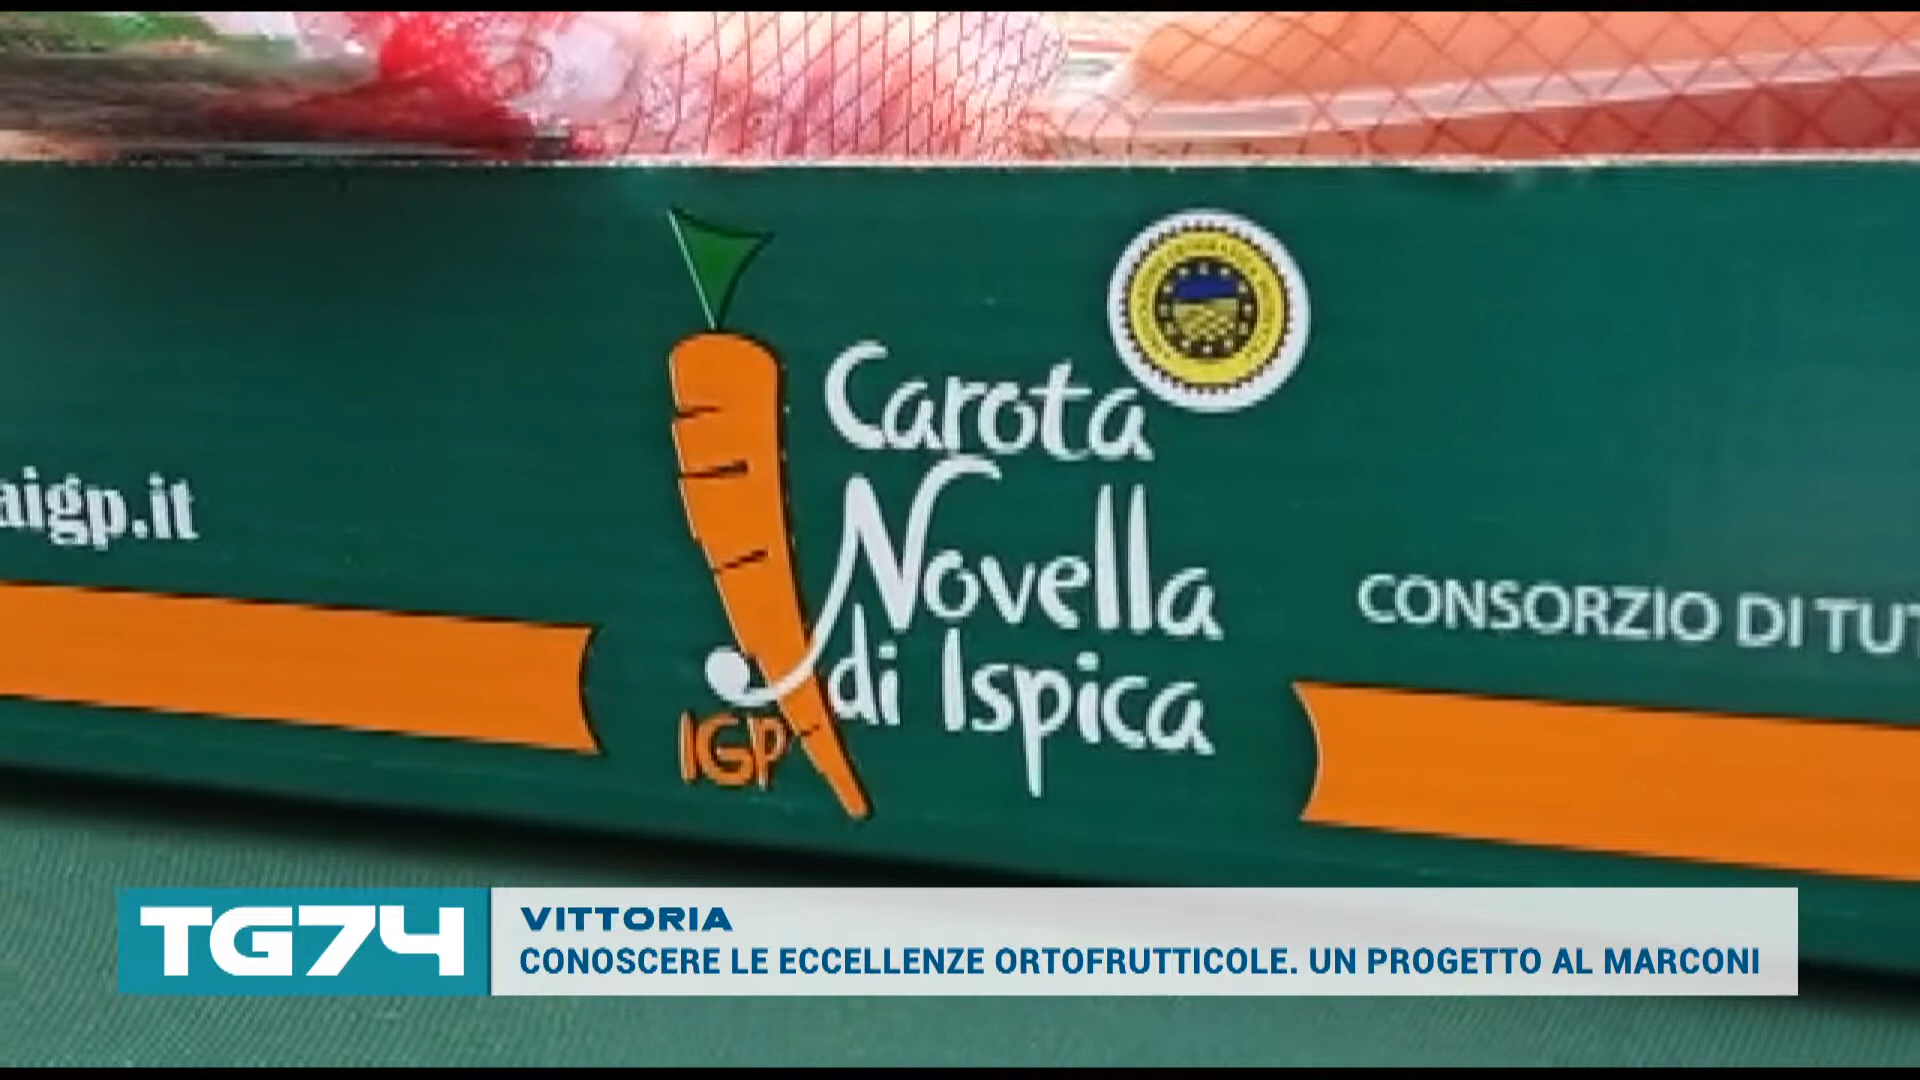 Carota
aigp.it
Novella
CONSORZIO DI TUT
di Ispica
IGP
TG74
VITTORIA
CONOSCERE LE ECCELLENZE ORTOFRUTTICOLE. UN PROGETTO AL MARCONI